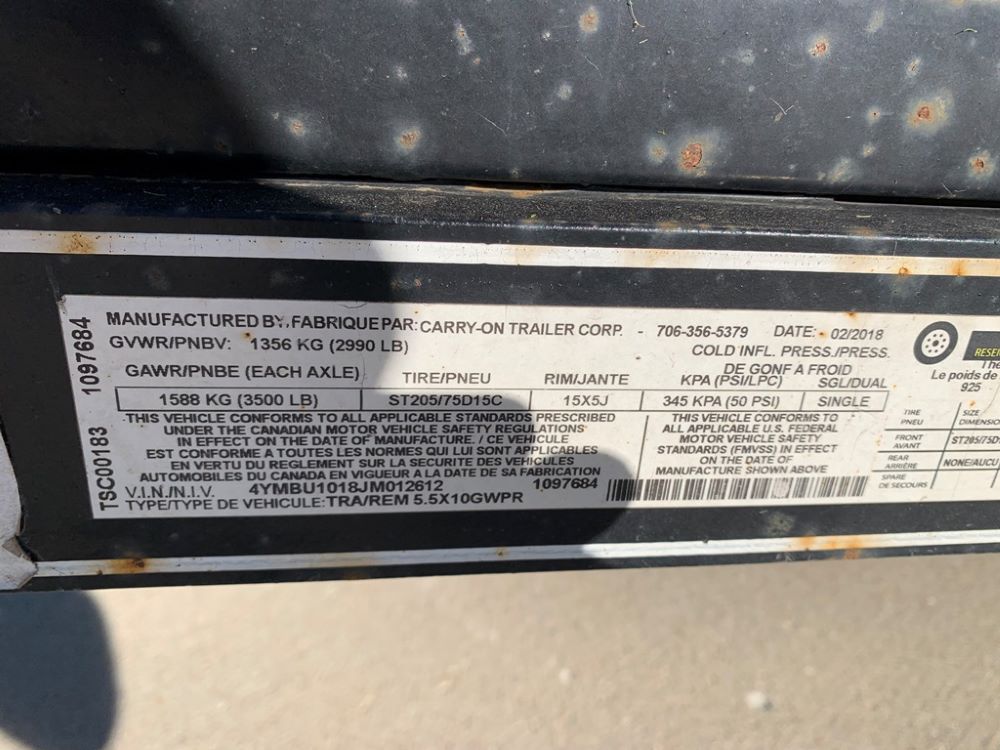 TSC00183 1097684
MANUFACTURED BY./FABRIQUE PAR: CARRY-ON TRAILER CORP. - 706-356-5379 DATE: 02/2018
GVWR/PNBV: 1356 KG (2990 LB)
COLD INFL. PRESS./PRESS.
DE GONF A FROID
GAWR/PNBE (EACH AXLE) TIRE/PNEU RIM/JANTE KPA (PSI/LPC) SGL/DUAL
1588 KG (3500 LB) ST205/75D15C 15X5J 345 KPA (50 PSI) SINGLE
THIS VEHICLE CONFORMS TO ALL APPLICABLE STANDARDS
UNDER THE CANADIAN MOTOR VEHICLE SAFETY REGULATIONS
IN EFFECT ON THE DATE OF MANUFACTURE. / CE VEHICULE
EST CONFORME A TOUTES LES NORMES QUI LUI SONT
EN VERTU DU REGLEMENT SUR LA SECURITE DES VEHICULES
AUTOMOBILES DU CANADA EN VIGUEUR A LA DATE DE SA FABRICATION
THIS VEHICLE CONFORMS TO ALL
APPLICABLE U.S. FEDERAL
MOTOR VEHICLE SAFETY
STANDARDS (FMVSS) IN EFFECT
ON THE DATE OF
MANUFACTURE SHOWN ABOVE
V.I.N./N.I.V. 4YMBU1018JM012612 1097684
TYPE/TYPE DE VEHICULE: TRA/REM 5.5X10GWPR
RESE
The
Le poids de
925
TIRE
PNEU
SIZE
DIMENSIO
FRONT
AVANT
ST205/75D
REAR
ARRIÈRE
NONE/AUCU
SPARE
DE SECOURS